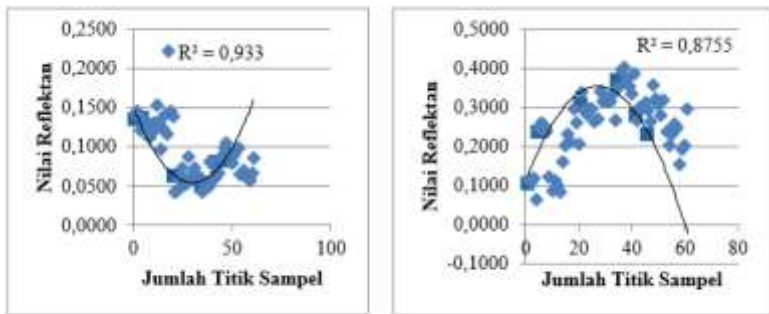 0,2500
0,2000
0,1500
0,1000
0,0500
0,0000
Nilai Reflektan
R² = 0,933
0 50 100
Jumlah Titik Sampel
0,5000
0,4000
0,3000
0,2000
0,1000
0,0000
-0,1000
Nilai Reflektan
R² = 0,8755
0 20 40 60 80
Jumlah Titik Sampel